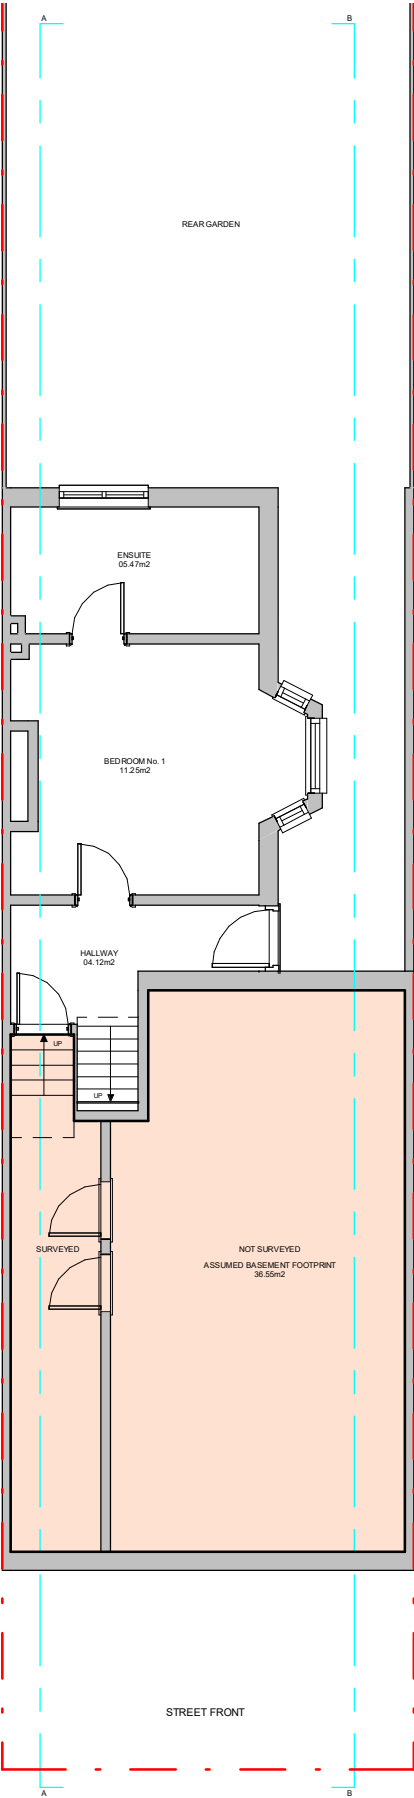 A
B
REAR GARDEN
ENSUITE
05.47m2
BEDROOM No. 1
11.25m2
HALLWAY
04.12m2
UP
UP
SURVEYED
NOT SURVEYED
ASSUMED BASEMENT FOOTPRINT
36.55m2
STREET FRONT
A
B